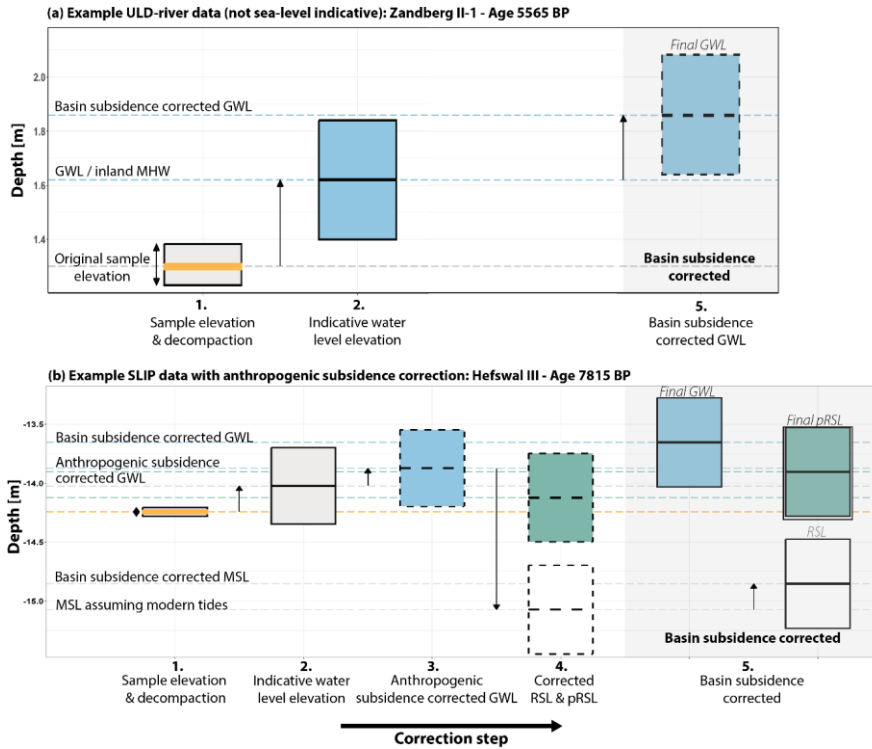 (a) Example ULD-river data (not sea-level indicative): Zandberg II-1 - Age 5565 BP
Final GWL
2.0
Basin subsidence corrected GWL
1.8
Depth [m]
GWL / inland MHW
1.6
1.4
Original sample
elevation
Basin subsidence
corrected
1.
2.
5.
Sample elevation
& decompaction
Indicative water
level elevation
Basin subsidence
corrected GWL
(b) Example SLIP data with anthropogenic subsidence correction: Hefswal III - Age 7815 BP
Final GWL
-13.5
Final pRSL
Basin subsidence corrected GWL
Anthropogenic subsidence
corrected GWL
-14.0
Depth [m]
-14.5
RSL
Basin subsidence corrected MSL
MSL assuming modern tides
-15.0
Basin subsidence corrected
1.
2.
3.
4.
5.
Sample elevation
& decompaction
Indicative water
level elevation
Anthropogenic
subsidence corrected GWL
Corrected
RSL & pRSL
Basin subsidence
corrected
Correction step